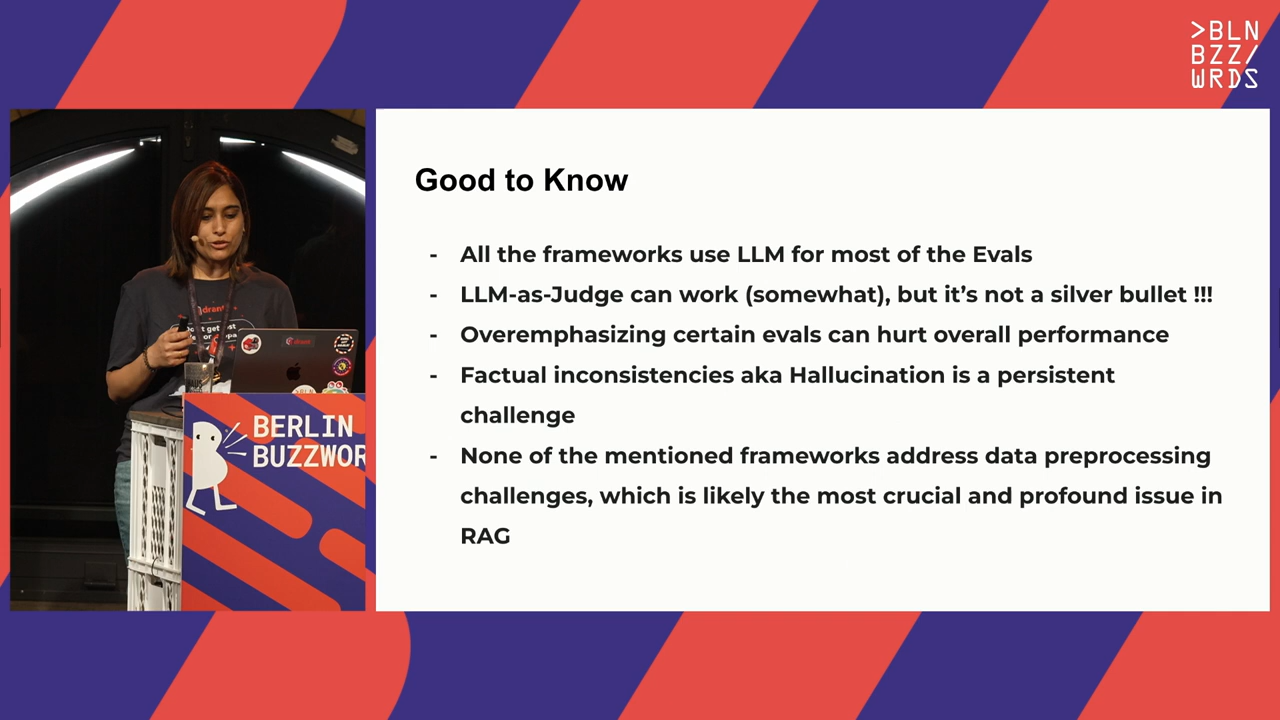 >BLN
BZZ/
WRDS
Good to Know
- All the frameworks use LLM for most of the Evals
- LLM-as-Judge can work (somewhat), but it’s not a silver bullet !!!
- Overemphasizing certain evals can hurt overall performance
- Factual inconsistencies aka Hallucination is a persistent
challenge
- None of the mentioned frameworks address data preprocessing
challenges, which is likely the most crucial and profound issue in
RAG
drant
BERLIN
BUZZWOR